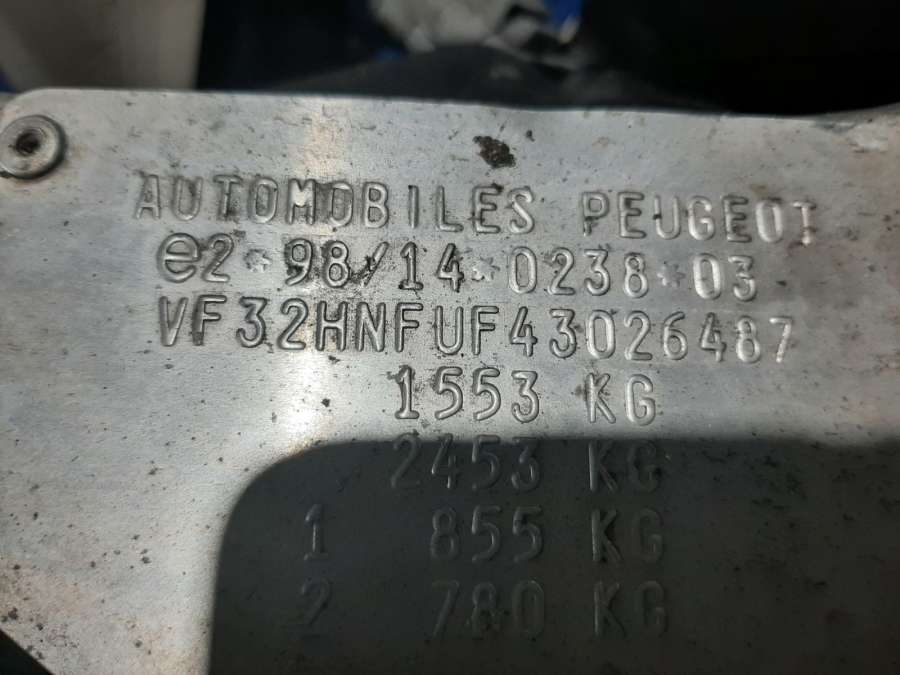 AUTOMOBILES PEUGEOT
e2*98/14*0238*03
VF32HNFUF43026487
1553 KG
2453 KG
1 855 KG
2 780 KG